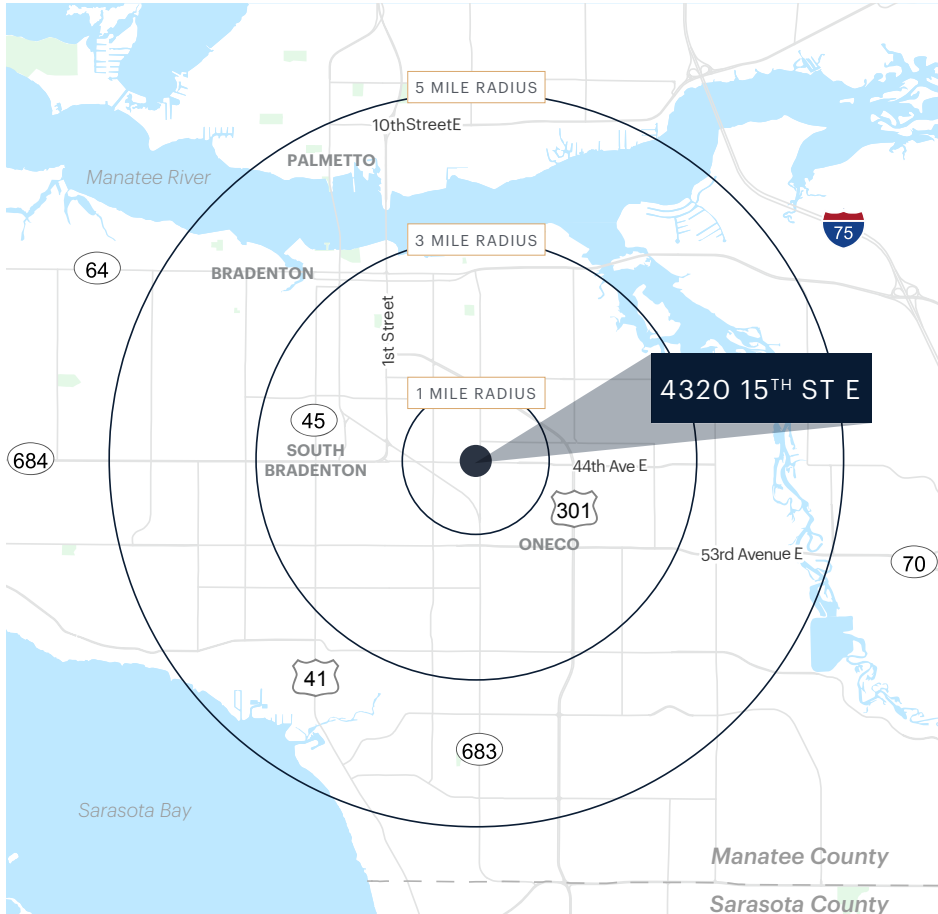 5 MILE RADIUS
10thStreetE
PALMETTO
Manatee River
75
3 MILE RADIUS
64
BRADENTON
1st Street
4320 15TH ST E
1 MILE RADIUS
45
SOUTH
BRADENTON
684
44th Ave E
301
ONECO
53rd Avenue E
70
41
683
Sarasota Bay
Manatee County
Sarasota County